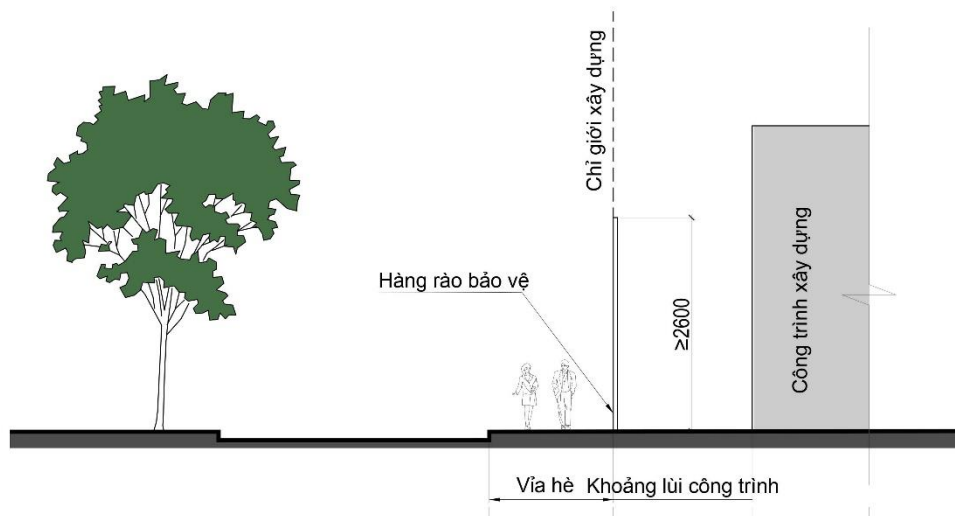 Chỉ giới xây dựng
Hàng rào bảo vệ
≥2600
Công trình xây dựng
Vỉa hè
Khoảng lùi công trình